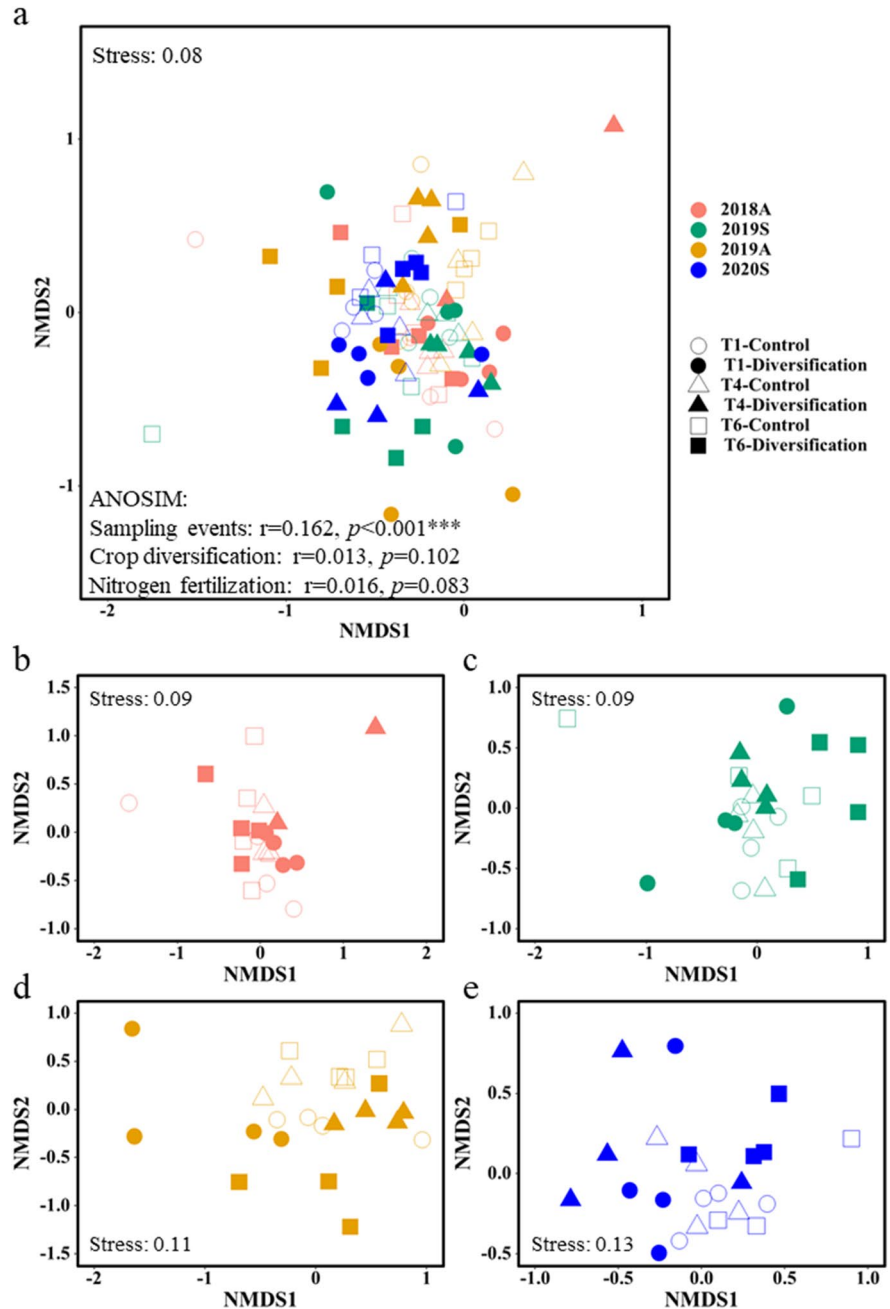 a
Stress: 0.08
1
0
-1
-2
-1
0
1
NMDS2
NMDS1
ANOSIM:
Sampling events: r=0.162, p<0.001***
Crop diversification: r=0.013, p=0.102
Nitrogen fertilization: r=0.016, p=0.083
2018A
2019S
2019A
2020S
T1-Control
T1-Diversification
T4-Control
T4-Diversification
T6-Control
T6-Diversification
b
Stress: 0.09
1.5
1.0
0.5
0.0
-0.5
-1.0
NMDS2
-2
-1
0
1
2
NMDS1
c
Stress: 0.09
1.0
0.5
0.0
-0.5
-1.0
NMDS2
-2
-1
0
1
NMDS1
d
1.0
0.5
0.0
-0.5
-1.0
-1.5
NMDS2
Stress: 0.11
-2
-1
0
1
NMDS1
e
1.0
0.5
0.0
-0.5
NMDS2
Stress: 0.13
-1.0
-0.5
0.0
0.5
1.0
NMDS1